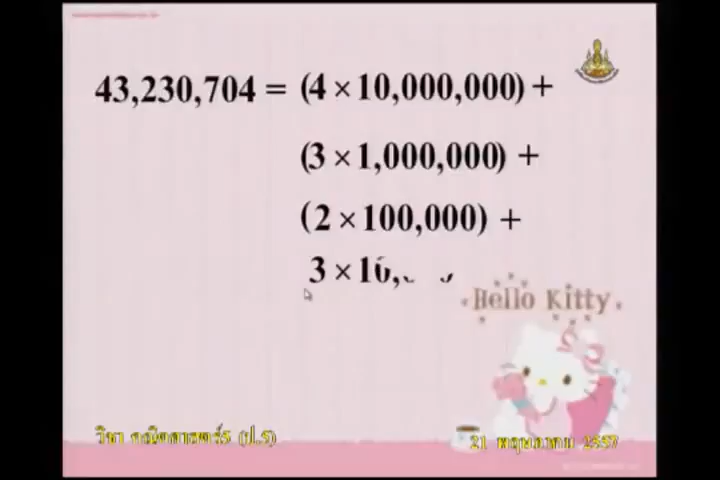 43,230,704 = (4 × 10,000,000) +
(3 × 1,000,000) +
(2 × 100,000) +
3 × 10,
Hello Kitty
วิชา คณิตศาสตร์ (ป.5)
21 พฤษภาคม 2557